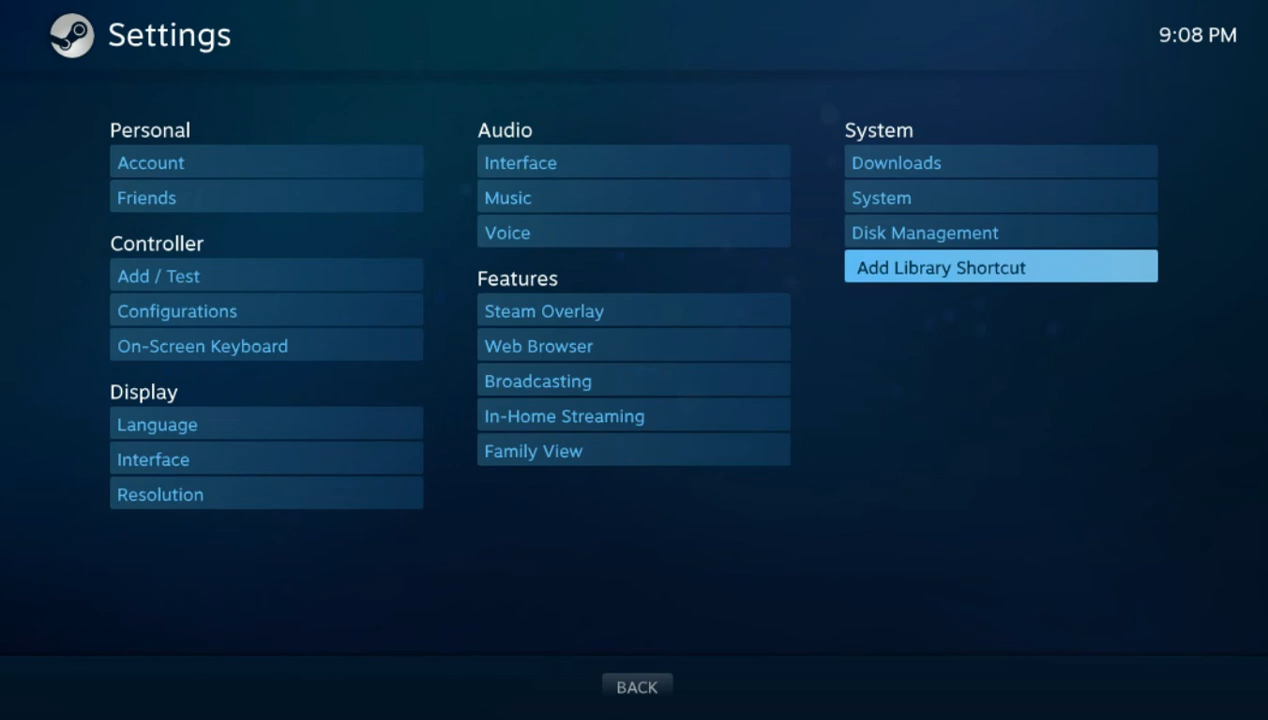 Settings
9:08 PM
Personal
Account
Friends
Controller
Add / Test
Configurations
On-Screen Keyboard
Display
Language
Interface
Resolution
Audio
Interface
Music
Voice
Features
Steam Overlay
Web Browser
Broadcasting
In-Home Streaming
Family View
System
Downloads
System
Disk Management
Add Library Shortcut
BACK